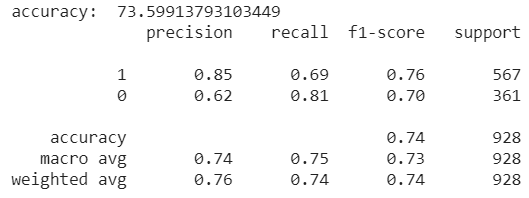 accuracy:  73.59913793103449
              precision    recall  f1-score   support

           1       0.85      0.69      0.76       567
           0       0.62      0.81      0.70       361

    accuracy                           0.74       928
   macro avg       0.74      0.75      0.73       928
weighted avg       0.76      0.74      0.74       928